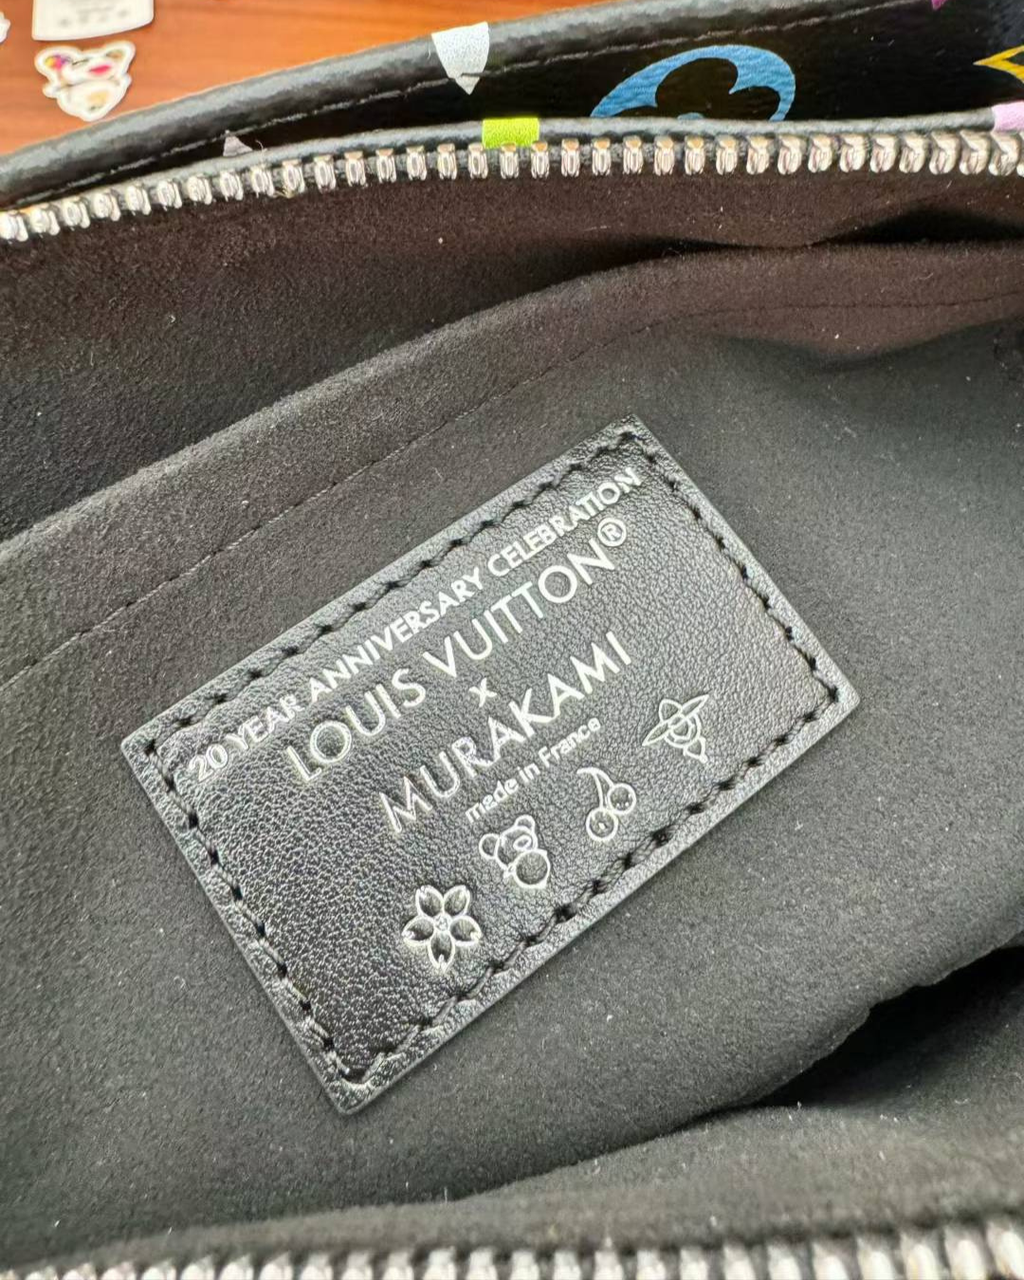 20 YEAR ANNIVERSARY CELEBRATION
LOUIS VUITTON®
x
MURAKAMI
made in France